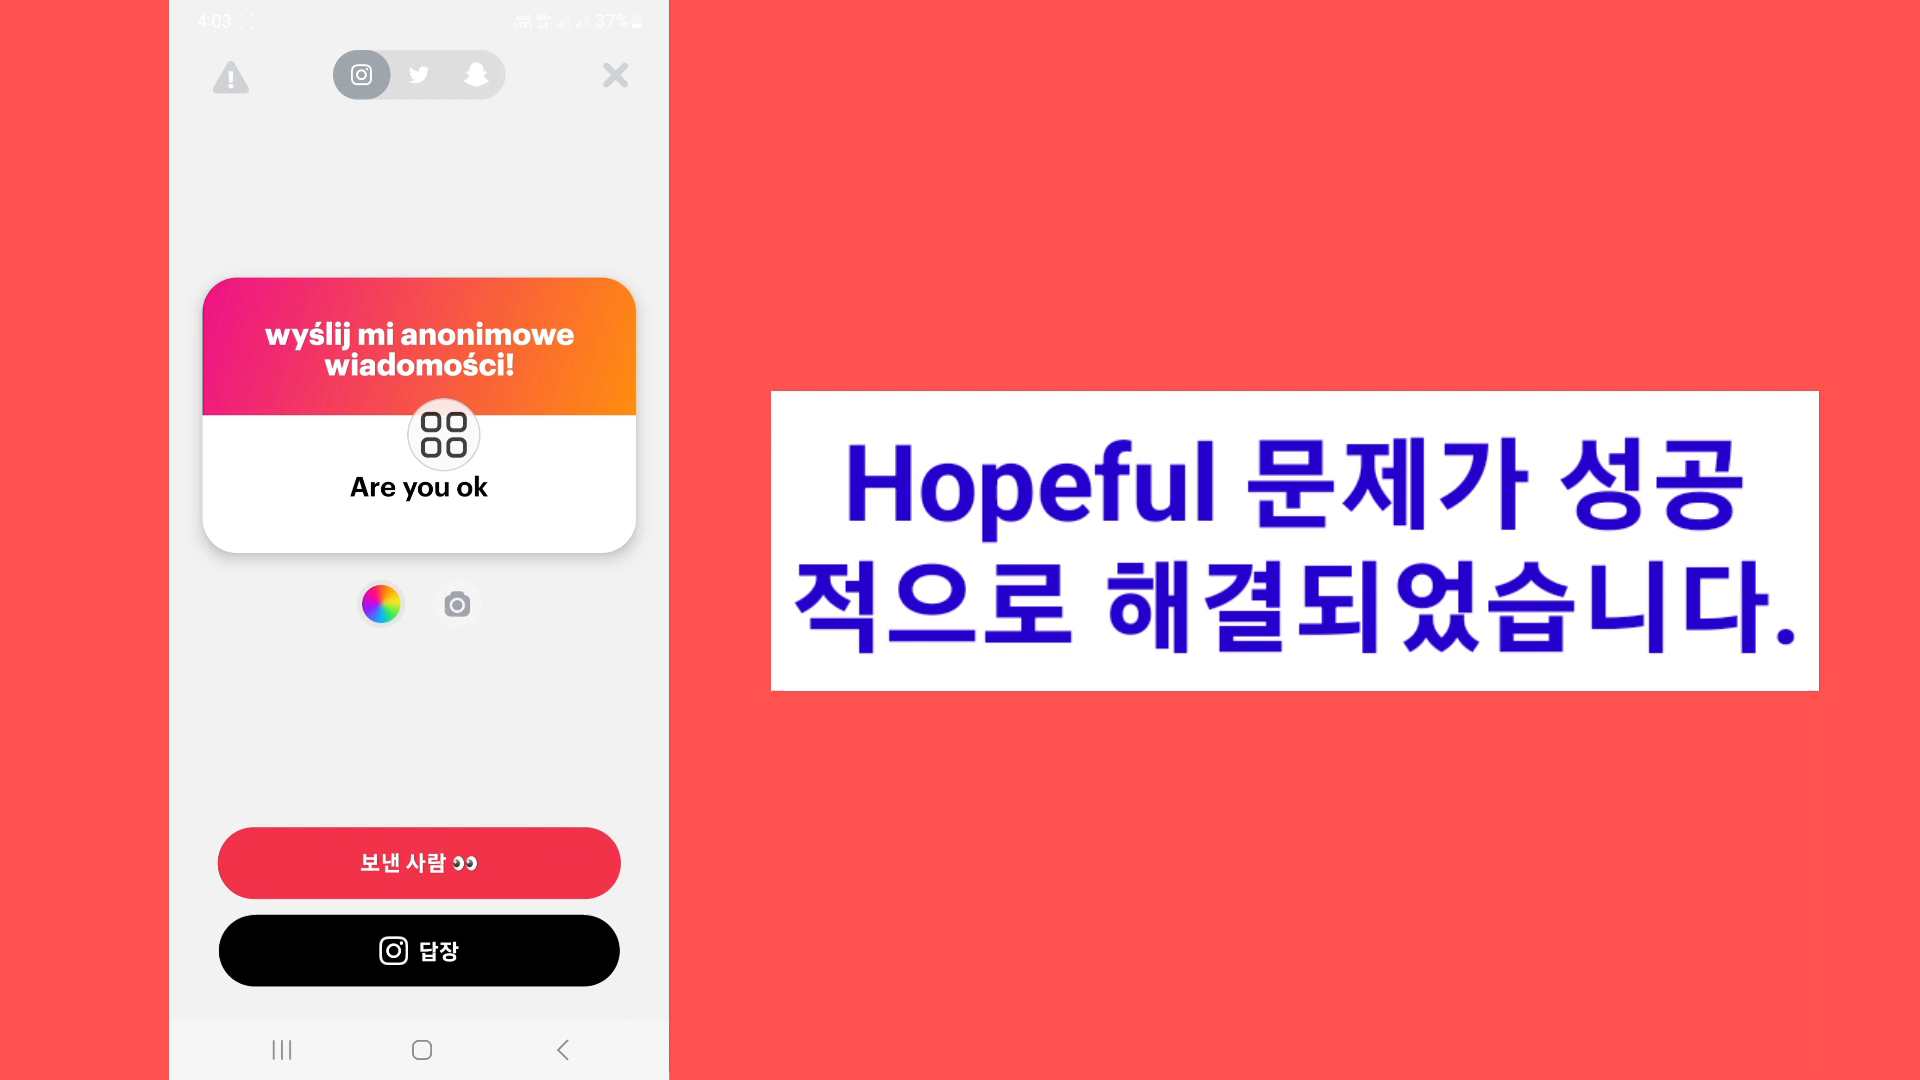 4:03
37%
wyślij mi anonimowe
wiadomości!
Are you ok
보낸 사람 👀
답장
Hopeful 문제가 성공
적으로 해결되었습니다.